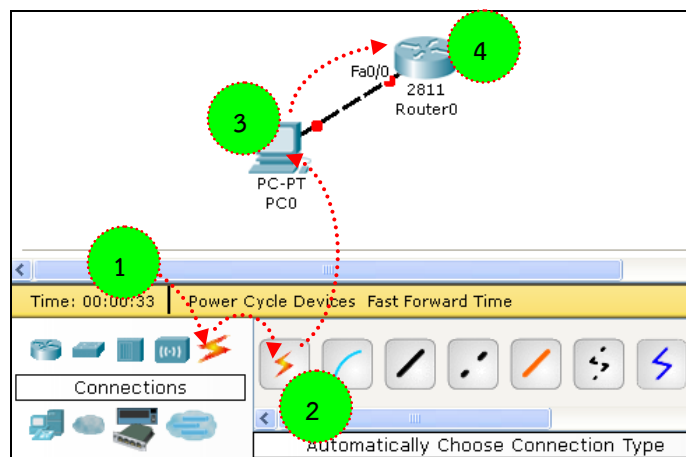 4
Fa0/0
2811
Router0
3
PC-PT
PC0
1
Time: 00:00:33 Power Cycle Devices Fast Forward Time
Connections
2
Automatically Choose Connection Type